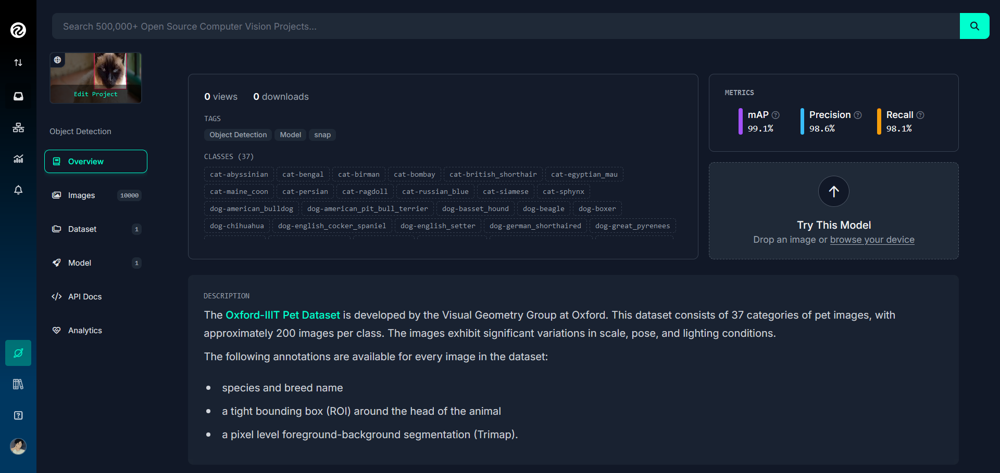 Search 500,000+ Open Source Computer Vision Projects...
Edit Project
Object Detection
Overview
Images 10000
Dataset 1
Model 1
API Docs
Analytics
0 views 0 downloads
TAGS
Object Detection Model snap
CLASSES (37)
cat-abyssinian cat-bengal cat-birman cat-bombay cat-british_shorthair cat-egyptian_mau
cat-maine_coon cat-persian cat-ragdoll cat-russian_blue cat-siamese cat-sphynx
dog-american_bulldog dog-american_pit_bull_terrier dog-basset_hound dog-beagle dog-boxer
dog-chihuahua dog-english_cocker_spaniel dog-english_setter dog-german_shorthaired dog-great_pyrenees
METRICS
mAP Precision Recall
99.1% 98.6% 98.1%
Try This Model
Drop an image or browse your device
DESCRIPTION
The Oxford-IIIT Pet Dataset is developed by the Visual Geometry Group at Oxford. This dataset consists of 37 categories of pet images, with
approximately 200 images per class. The images exhibit significant variations in scale, pose, and lighting conditions.
The following annotations are available for every image in the dataset:
species and breed name
a tight bounding box (ROI) around the head of the animal
a pixel level foreground-background segmentation (Trimap).